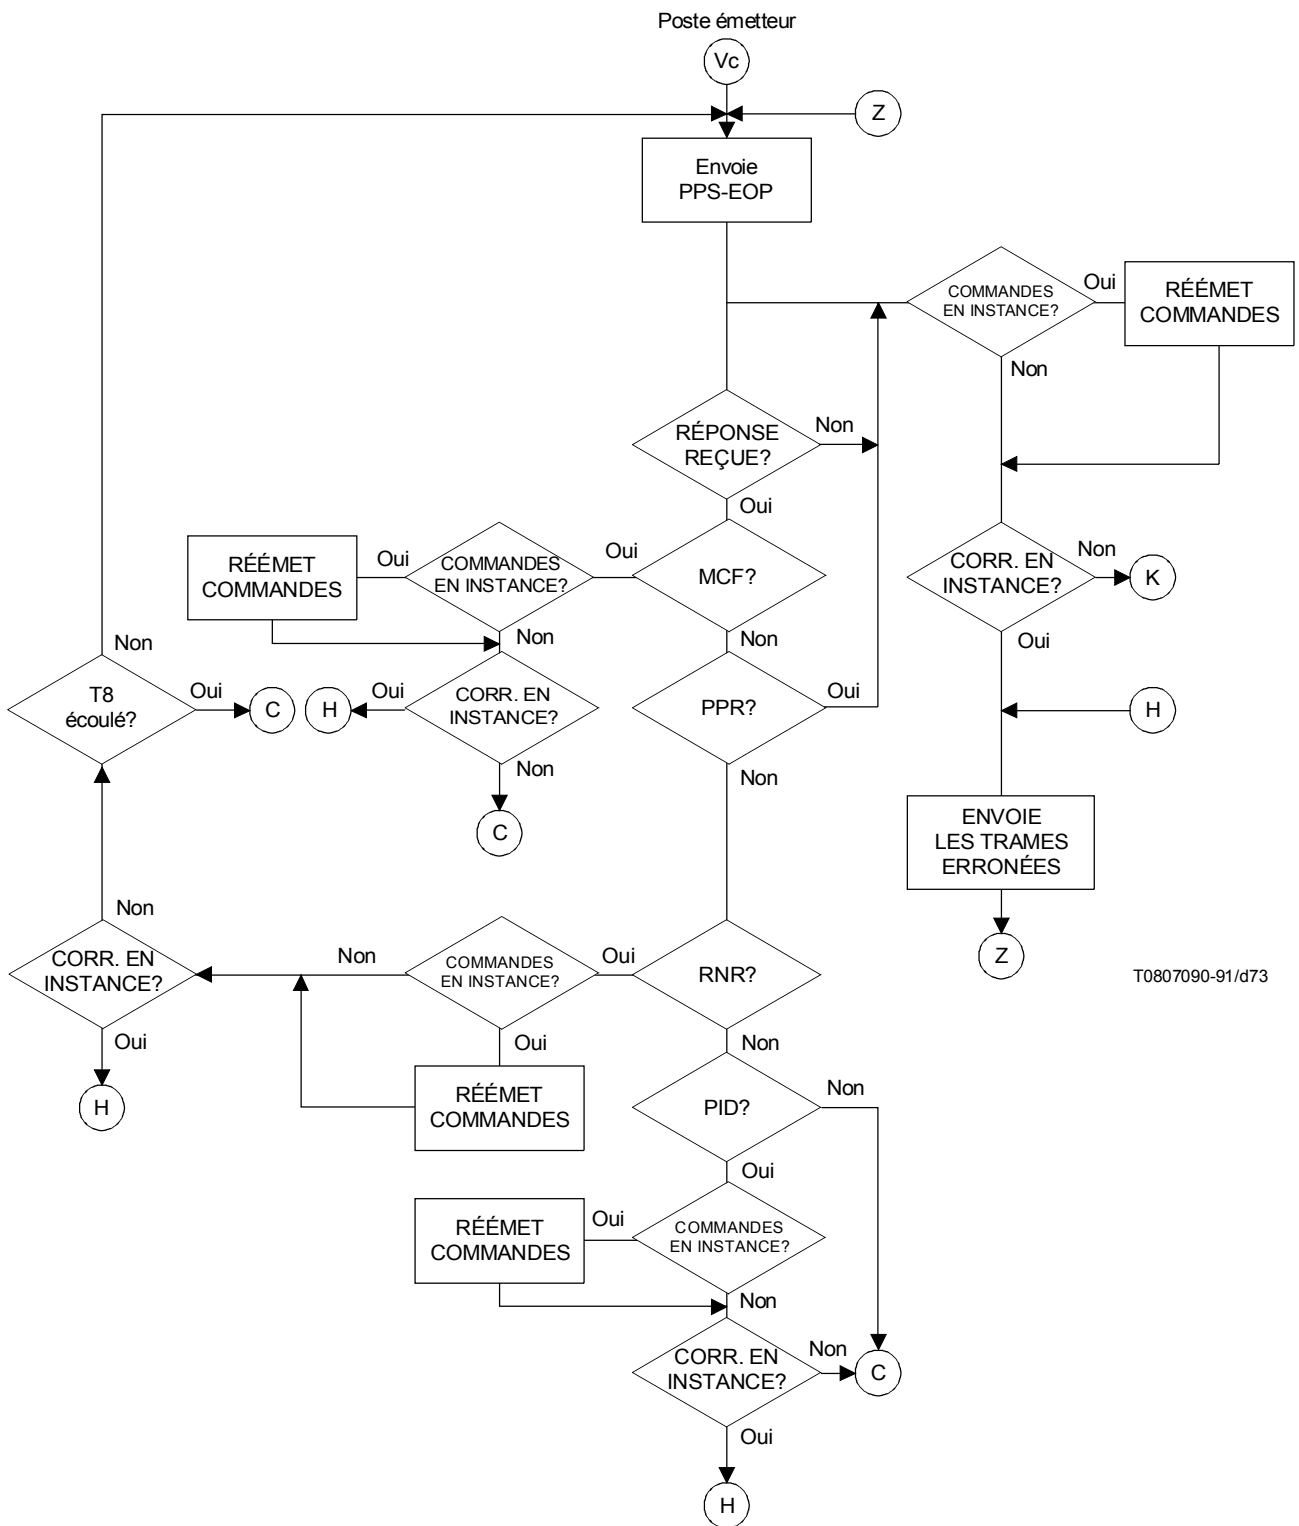 Poste émetteur
Vc
Z
Envoie
PPS-EOP
COMMANDES
EN INSTANCE?
Oui
RÉÉMET
COMMANDES
Non
RÉPONSE
REÇUE?
Non
Oui
RÉÉMET
COMMANDES
Oui
COMMANDES
EN INSTANCE?
Oui
MCF?
CORR. EN
INSTANCE?
Non
K
Non
Non
Non
Oui
T8
écoulé?
Oui
C
H
Oui
CORR. EN
INSTANCE?
PPR?
Oui
H
Non
Non
C
ENVOIE
LES TRAMES
ERRONÉES
Non
CORR. EN
INSTANCE?
Non
COMMANDES
EN INSTANCE?
Oui
RNR?
Z
T0807090-91/d73
Oui
Oui
Non
H
RÉÉMET
COMMANDES
PID?
Non
Oui
RÉÉMET
COMMANDES
Oui
COMMANDES
EN INSTANCE?
Non
CORR. EN
INSTANCE?
Non
C
Oui
H